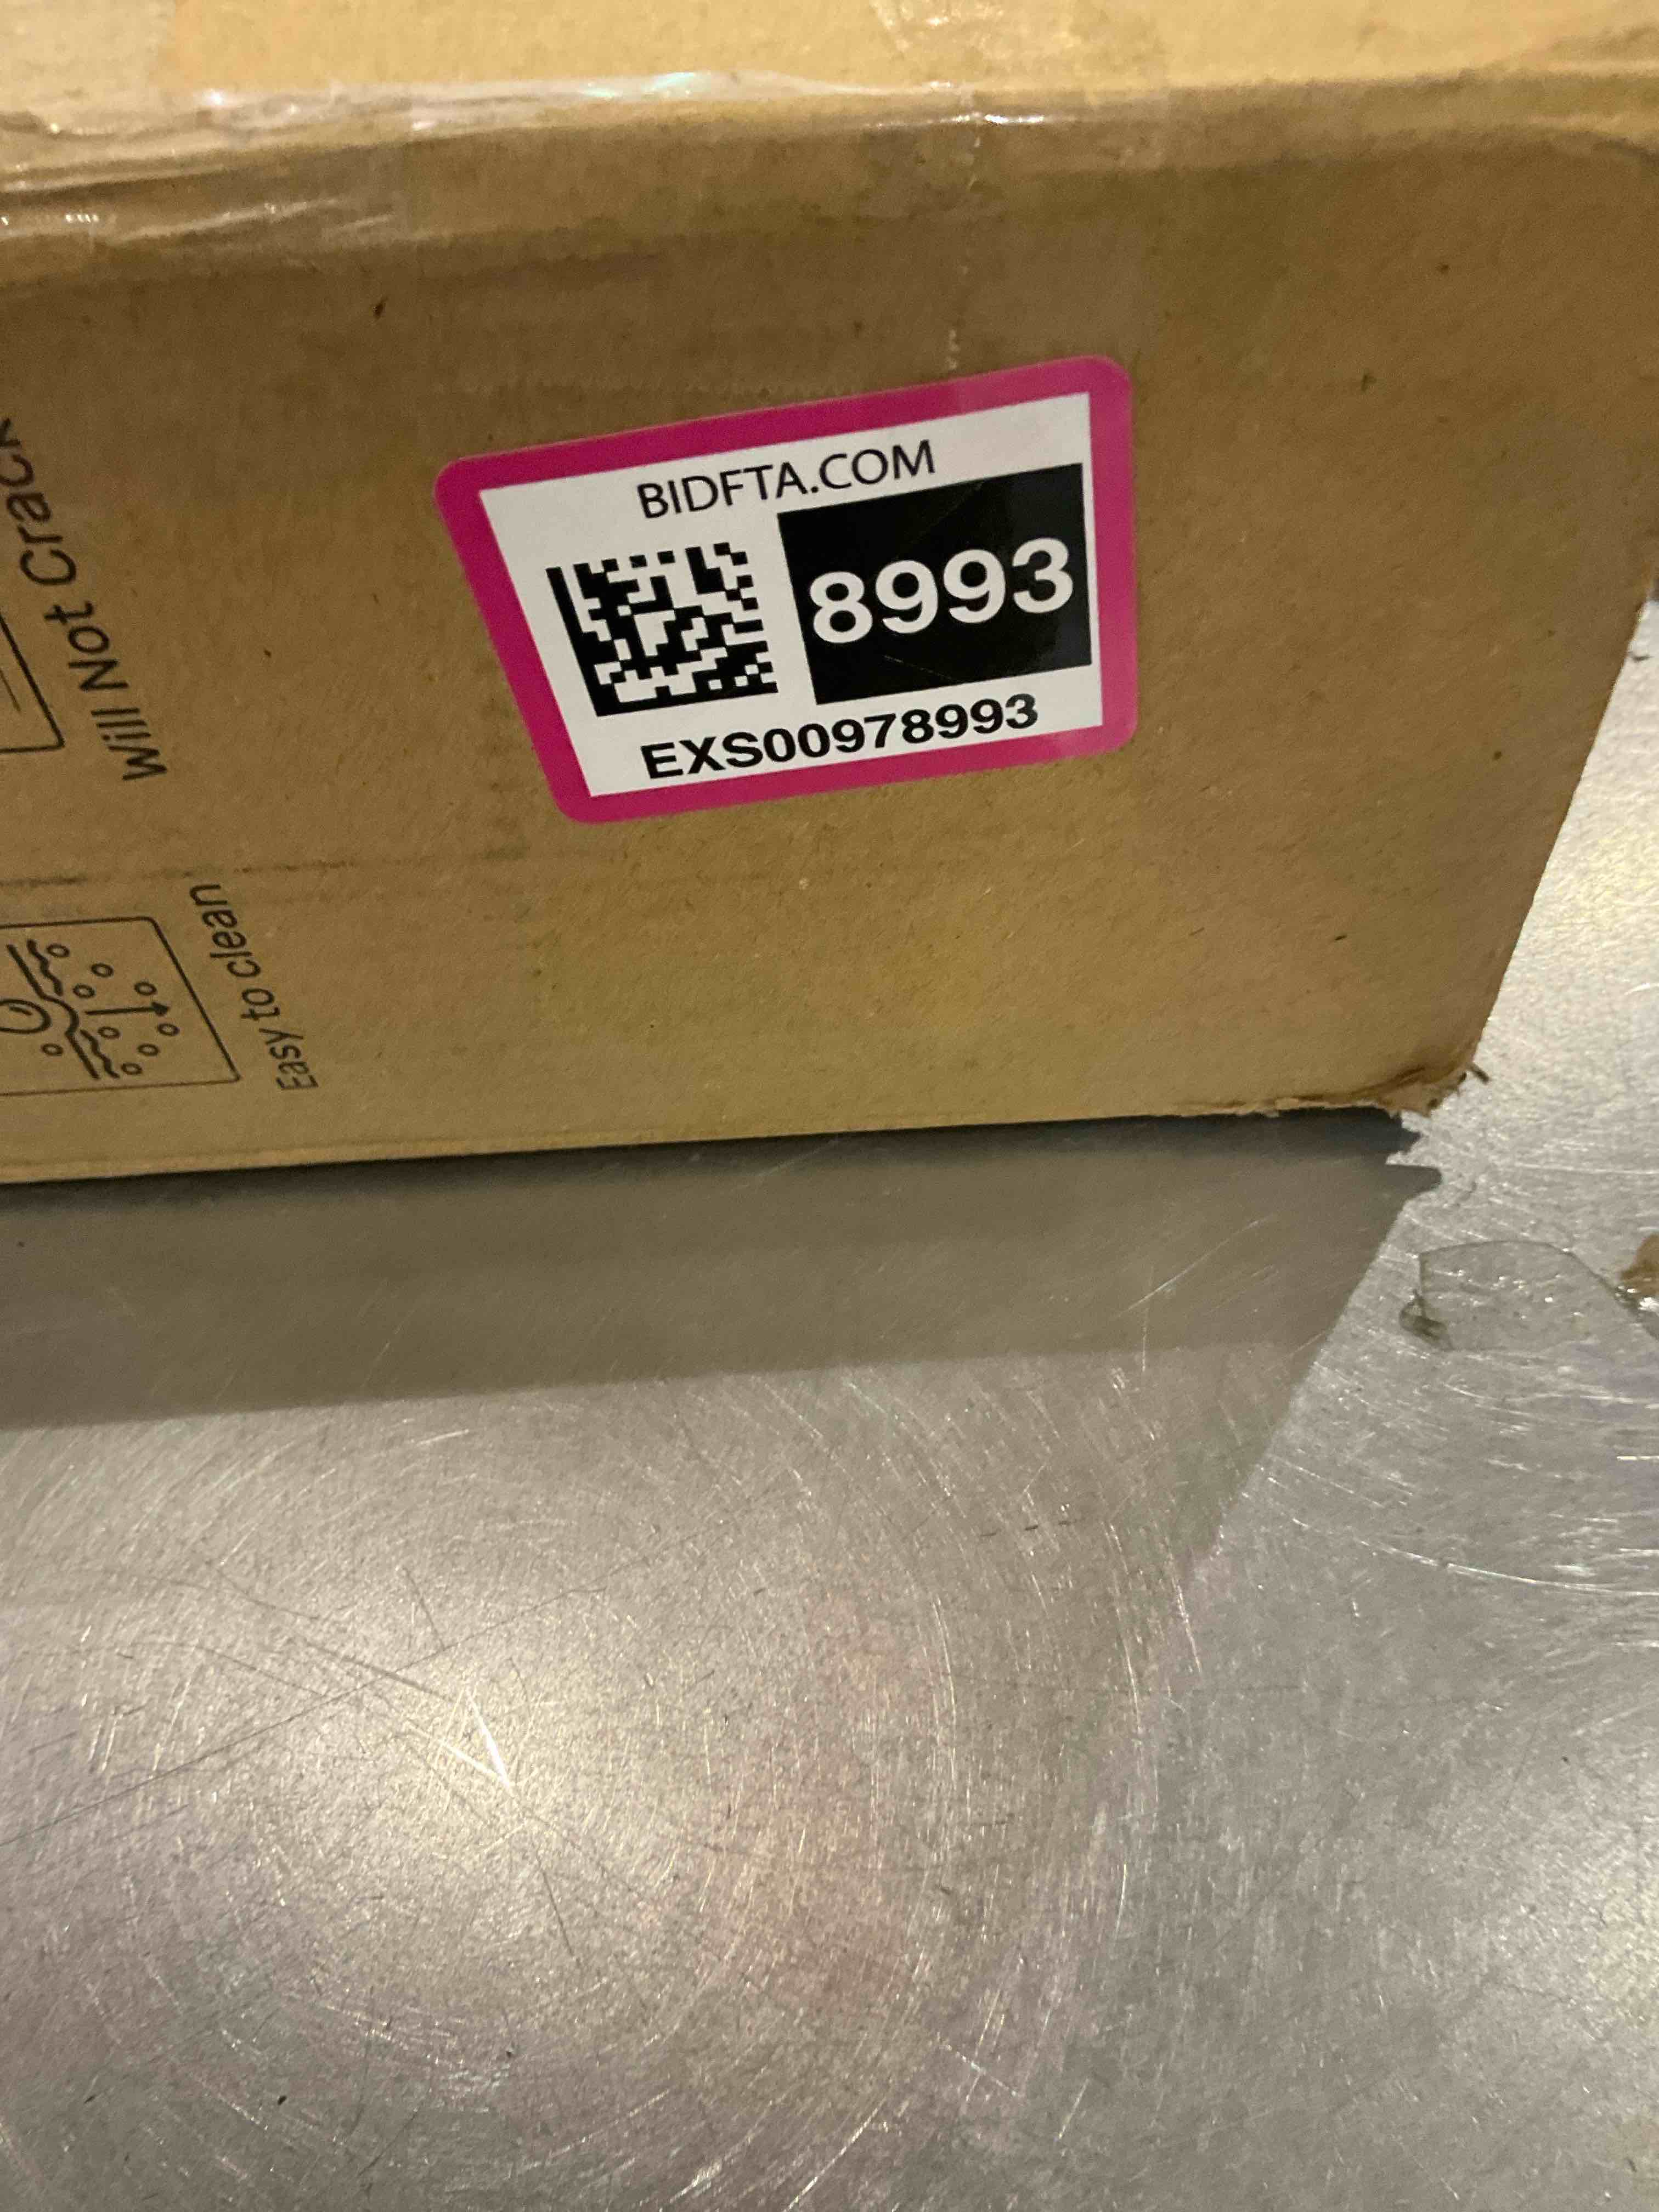 BIDFTA.COM
8993
EXS00978993
Will Not Crack
Easy to clean